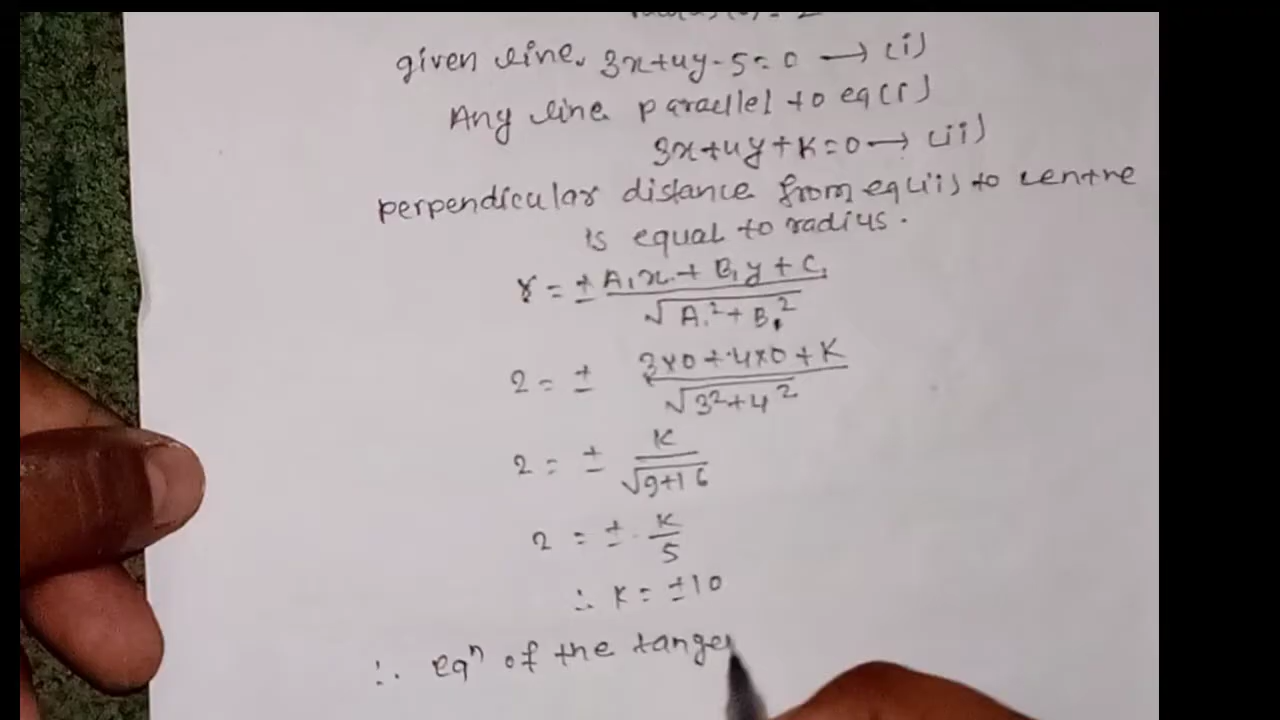 given line, 3x+4y-5=0 → (i)
Any line parallel to eq(i)
3x+4y+K=0 → (ii)
perpendicular distance from eq(ii) to centre
is equal to radius.
r = ± A₁x + B₁y + C₁ / √A₁²+B₁²
2 = ± 3×0+4×0+K / √3²+4²
2 = ± K / √9+16
2 = ± K / 5
∴ K = ±10
∴ eqⁿ of the tange